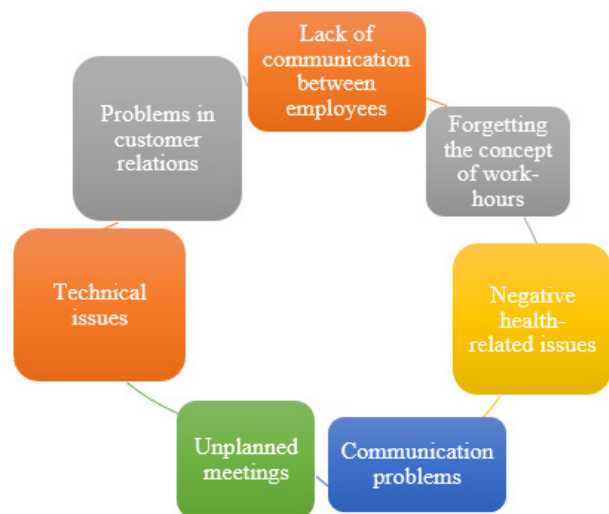 Lack of
communication
between
employees
Forgetting
the concept
of work-
hours
Negative
health-
related issues
Communication
problems
Unplanned
meetings
Technical
issues
Problems in
customer
relations